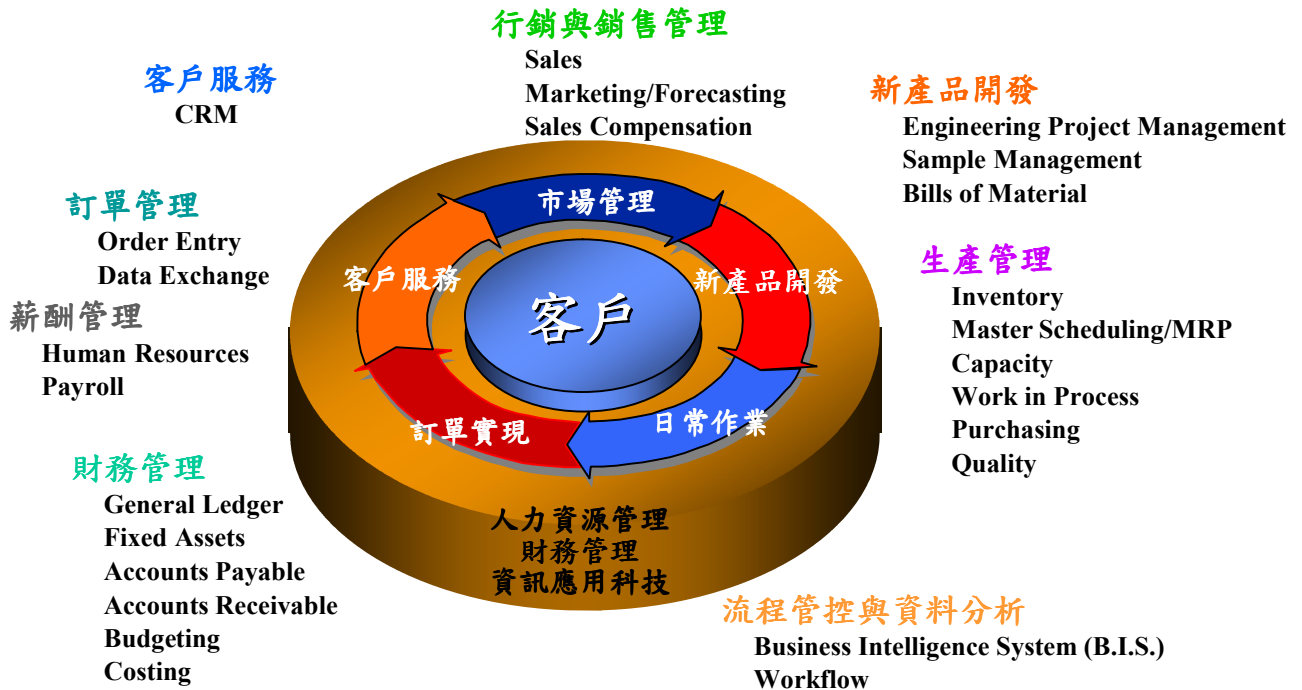 行銷與銷售管理
Sales
Marketing/Forecasting
Sales Compensation
客戶服務
CRM
新產品開發
Engineering Project Management
Sample Management
Bills of Material
訂單管理
Order Entry
Data Exchange
生產管理
Inventory
Master Scheduling/MRP
Capacity
Work in Process
Purchasing
Quality
薪酬管理
Human Resources
Payroll
財務管理
General Ledger
Fixed Assets
Accounts Payable
Accounts Receivable
Budgeting
Costing
市場管理
新產品開發
日常作業
訂單實現
客戶服務
客戶
人力資源管理
財務管理
資訊應用科技
流程管控與資料分析
Business Intelligence System (B.I.S.)
Workflow